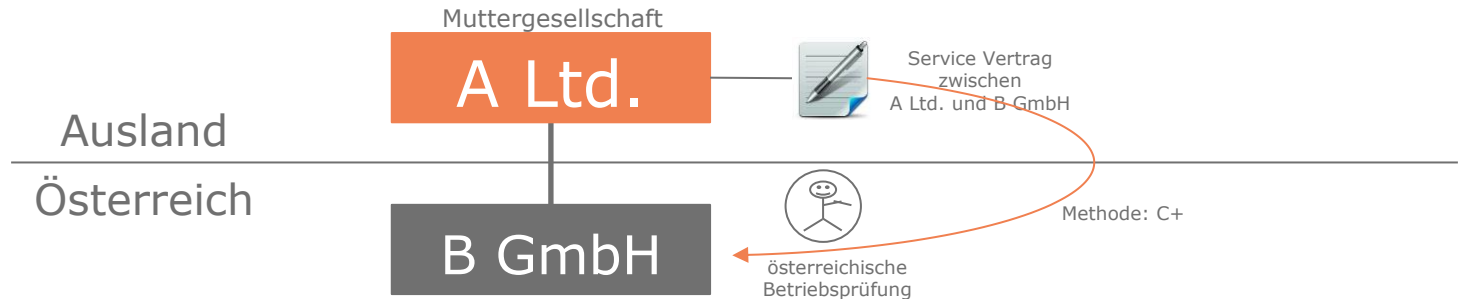 Muttergesellschaft
A Ltd.
Service Vertrag
zwischen
A Ltd. und B GmbH
Ausland
Österreich
Methode: C+
B GmbH
österreichische
Betriebsprüfung